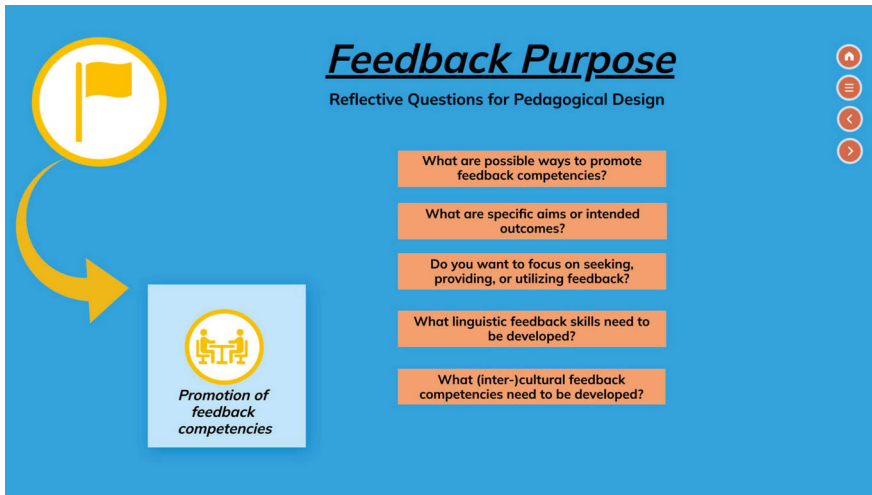 Feedback Purpose
Reflective Questions for Pedagogical Design
What are possible ways to promote
feedback competencies?
What are specific aims or intended
outcomes?
Do you want to focus on seeking,
providing, or utilizing feedback?
What linguistic feedback skills need to
be developed?
What (inter-)cultural feedback
competencies need to be developed?
Promotion of
feedback
competencies